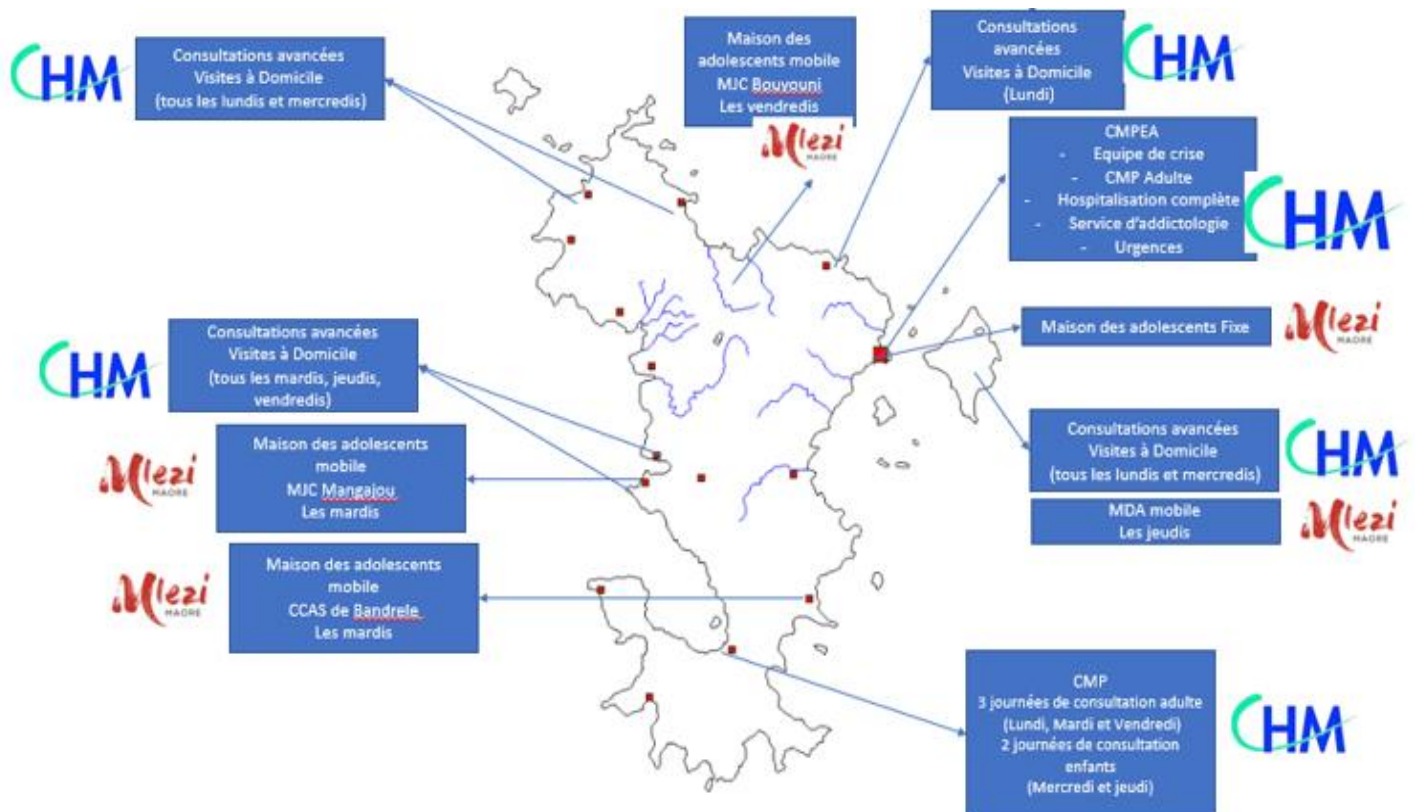 CHM
Consultations avancées
Visites à Domicile
(tous les lundis et mercredis)
Maison des
adolescents mobile
MJC Bouyouni
Les vendredis
Mlezi
MAORE
Consultations
avancées
Visites à Domicile
(Lundi)
CHM
CMPEA
- Equipe de crise
- CMP Adulte
- Hospitalisation complète
- Service d'addictologie
- Urgences
CHM
Maison des adolescents Fixe
Mlezi
MAORE
CHM
Consultations avancées
Visites à Domicile
(tous les mardis, jeudis,
vendredis)
Mlezi
MAORE
Maison des adolescents
mobile
MJC Mangajou
Les mardis
Consultations avancées
Visites à Domicile
(tous les lundis et mercredis)
CHM
MDA mobile
Les jeudis
Mlezi
MAORE
Mlezi
MAORE
Maison des adolescents
mobile
CCAS de Bandrele
Les mardis
CMP
3 journées de consultation adulte
(Lundi, Mardi et Vendredi)
2 journées de consultation
enfants
(Mercredi et jeudi)
CHM